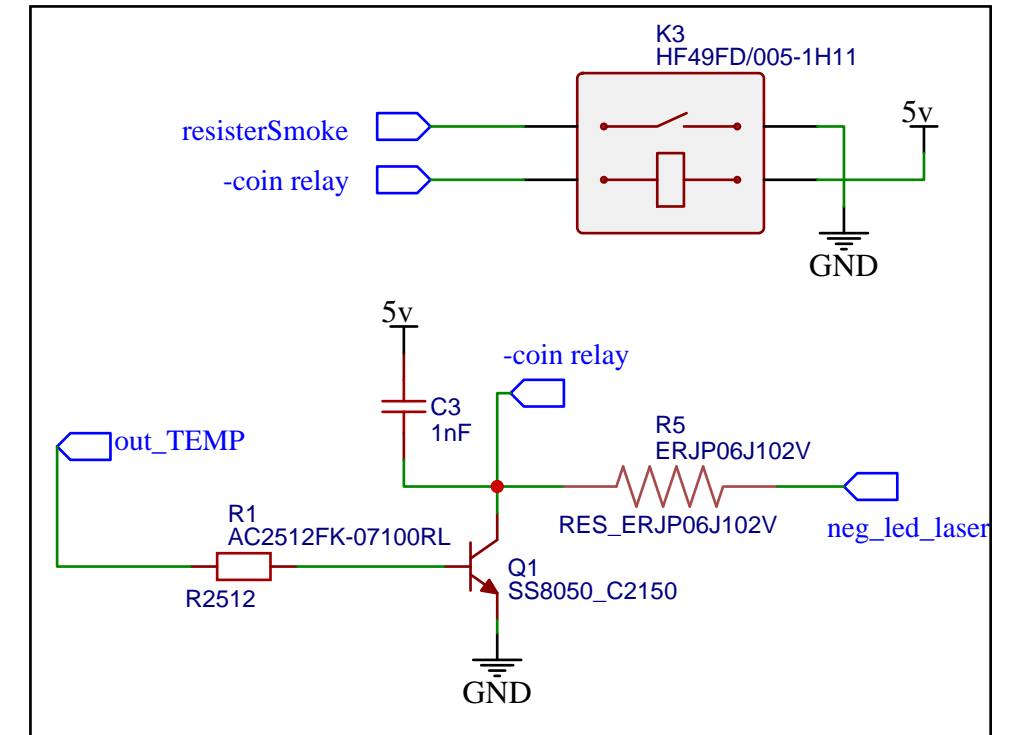 K3
HF49FD/005-1H11
resisterSmoke
5v
-coin relay
GND
5v
-coin relay
C3
1nF
out_TEMP
R5
ERJP06J102V
R1
AC2512FK-07100RL
RES_ERJP06J102V
neg_led_laser
Q1
SS8050_C2150
R2512
GND